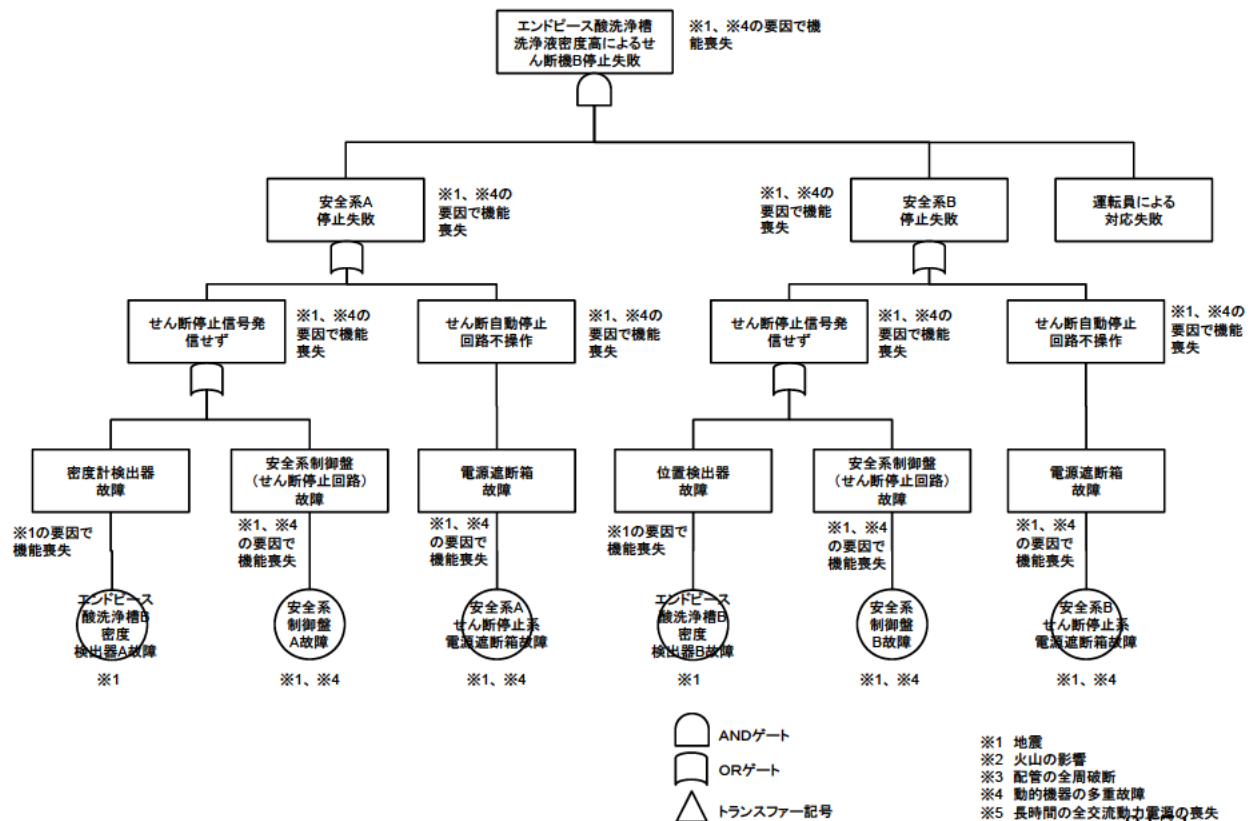 エンドピース酸洗浄槽
洗浄液密度高によるせ
ん断機B停止失敗
※1、※4の要因で機
能喪失
安全系A
停止失敗
※1、※4の
要因で機能
喪失
※1、※4の
要因で機能
喪失
安全系B
停止失敗
運転員による
対応失敗
せん断停止信号発
信せず
※1、※4の
要因で機能
喪失
せん断自動停止
回路不操作
※1、※4の
要因で機能
喪失
せん断停止信号発
信せず
※1、※4の
要因で機能
喪失
せん断自動停止
回路不操作
※1、※4の
要因で機能
喪失
密度計検出器
故障
安全系制御盤
(せん断停止回路)
故障
電源遮断箱
故障
位置検出器
故障
安全系制御盤
(せん断停止回路)
故障
電源遮断箱
故障
※1の要因で
機能喪失
※1、※4
の要因で
機能喪失
※1、※4
の要因で
機能喪失
※1の要因で
機能喪失
※1、※4
の要因で
機能喪失
※1、※4
の要因で
機能喪失
エンドピース
酸洗浄槽B
密度
検出器A故障
安全系
制御盤
A故障
安全系A
せん断停止系
電源遮断箱故障
エンドピース
酸洗浄槽B
密度
検出器B故障
安全系
制御盤
B故障
安全系B
せん断停止系
電源遮断箱故障
※1
※1、※4
※1、※4
※1
※1、※4
※1、※4
ANDゲート
ORゲート
トランスファー記号
※1 地震
※2 火山の影響
※3 配管の全周破断
※4 動的機器の多重故障
※5 長時間の全交流動力電源の喪失